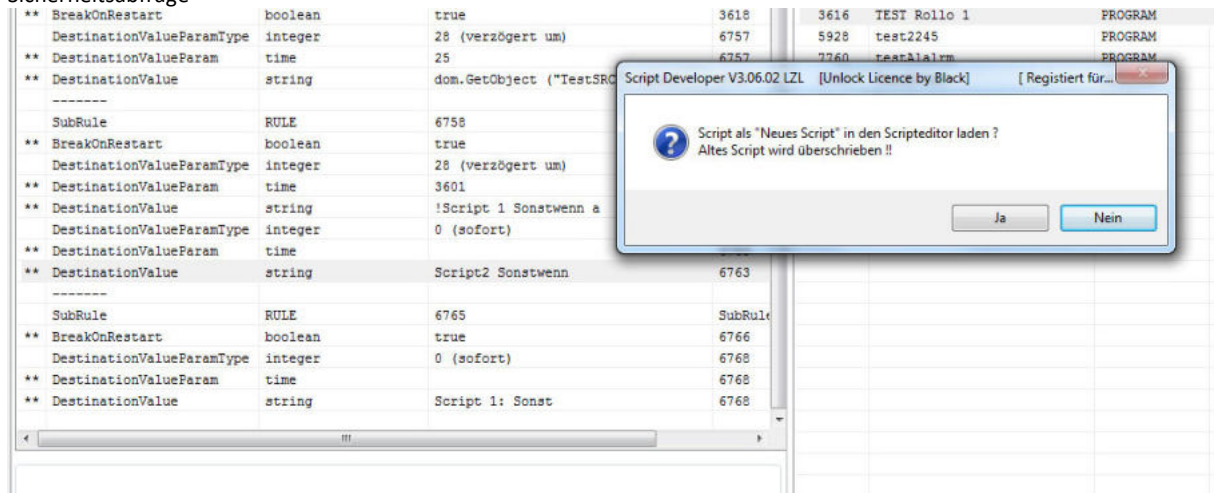 Sicherheitsabfrage
** BreakOnRestart boolean true 3618
DestinationValueParamType integer 28 (verzögert um) 6757
** DestinationValueParam time 25 6757
** DestinationValue string dom.GetObject ("TestSRC
-------
SubRule RULE 6758
** BreakOnRestart boolean true
DestinationValueParamType integer 28 (verzögert um)
** DestinationValueParam time 3601
** DestinationValue string !Script 1 Sonstwenn a
DestinationValueParamType integer 0 (sofort)
** DestinationValueParam time
** DestinationValue string Script2 Sonstwenn 6763
-------
SubRule RULE 6765 SubRule
** BreakOnRestart boolean true 6766
DestinationValueParamType integer 0 (sofort) 6768
** DestinationValueParam time 6768
** DestinationValue string Script 1: Sonst 6768
3616 TEST Rollo 1 PROGRAM
5928 test2245 PROGRAM
7760 testAlalrm PROGRAM
Script Developer V3.06.02 LZL [Unlock Licence by Black] [ Registiert für...
Script als "Neues Script" in den Scripteditor laden ?
Altes Script wird überschrieben !!
Ja Nein